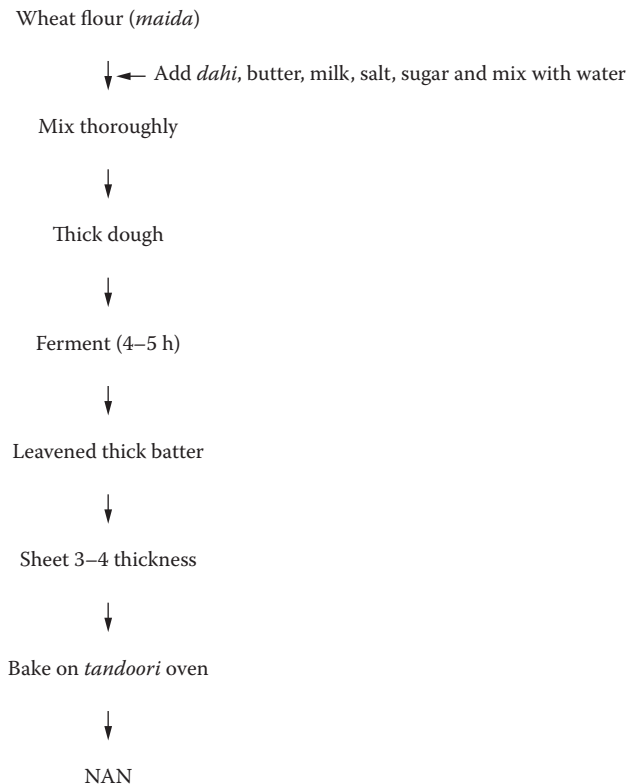 Wheat flour (maida)
Add dahi, butter, milk, salt, sugar and mix with water
Mix thoroughly
Thick dough
Ferment (4–5 h)
Leavened thick batter
Sheet 3–4 thickness
Bake on tandoori oven
NAN